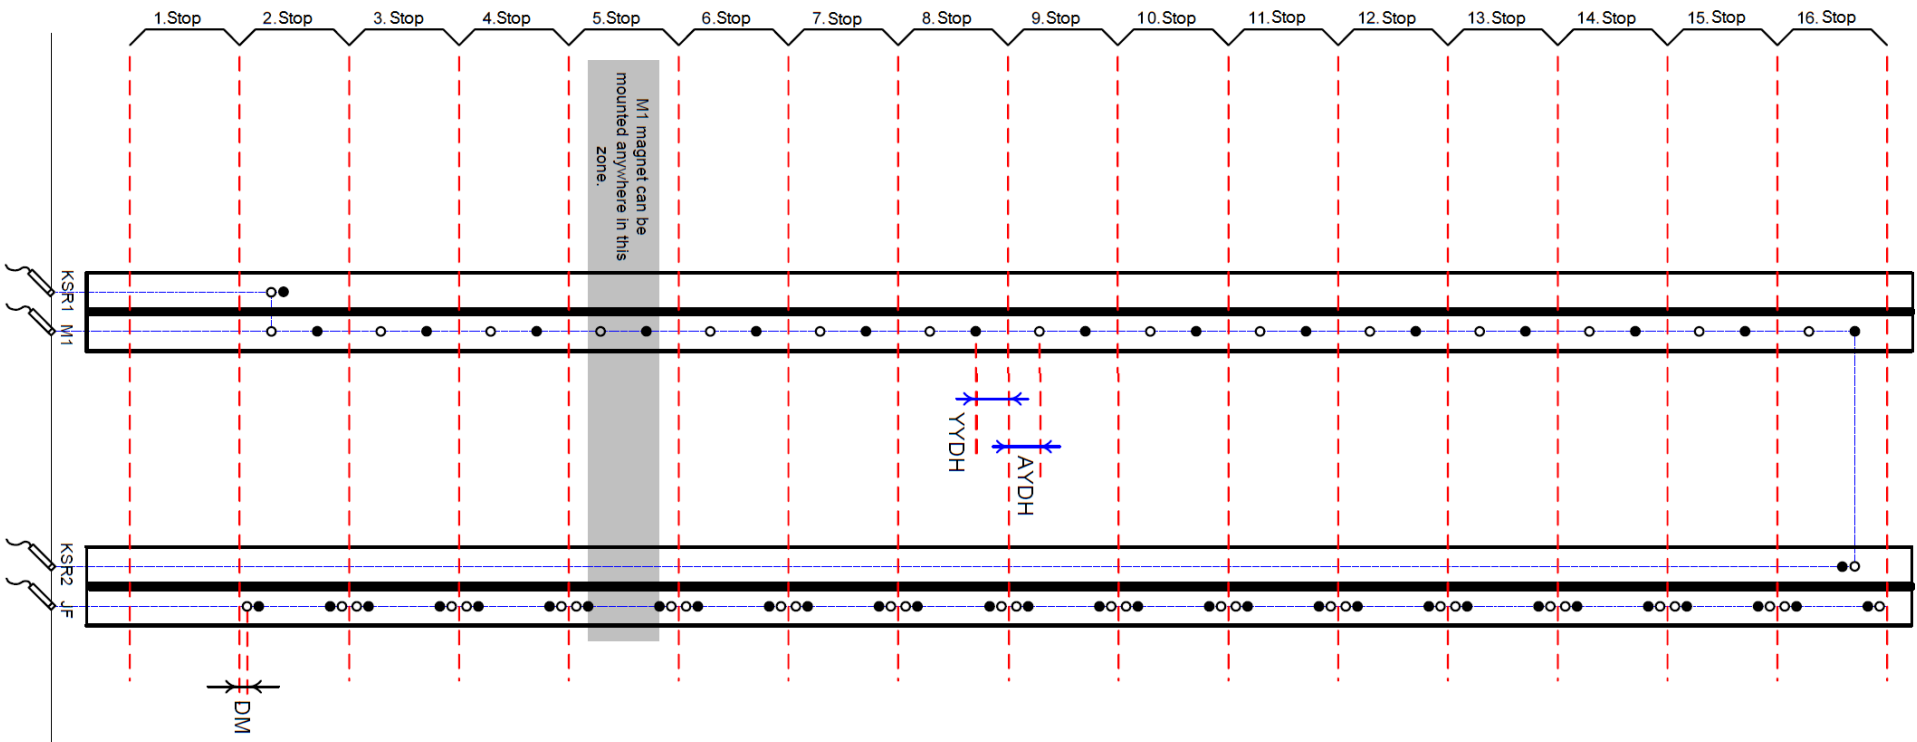 1.Stop
2.Stop
3.Stop
4.Stop
5.Stop
6.Stop
7.Stop
8.Stop
9.Stop
10.Stop
11.Stop
12.Stop
13.Stop
14.Stop
15.Stop
16.Stop
M1 magnet can be
mounted anywhere in this
zone.
KSR1
M1
YYDH
AYDH
KSR2
JF
DM